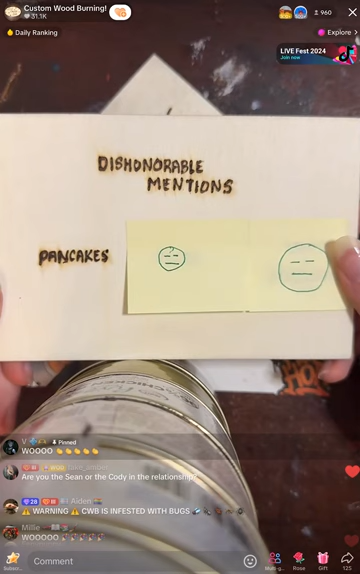 Custom Wood Burning!
31.1K
960
Daily Ranking
Explore
LIVE Fest 2024
Join now
DISHONORABLE
MENTIONS
PANCAKES
V
Pinned
WOOOO
Are you the Sean or the Cody in the relationship?
28
Aiden
WARNING CWB IS INFESTED WITH BUGS
Millie
WOOOOO
Subscribe
Comment
Multi-g...
Rose
Gift
125